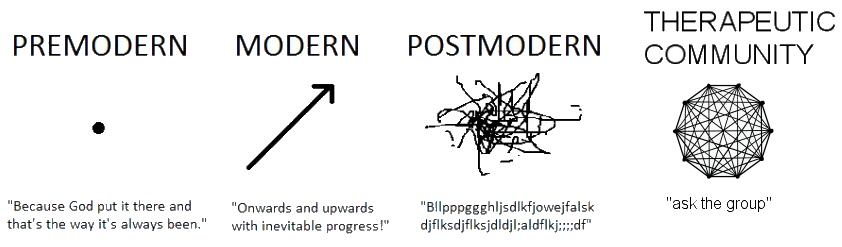 PREMODERN
MODERN
POSTMODERN
THERAPEUTIC
COMMUNITY
"Because God put it there and
that's the way it's always been."
"Onwards and upwards
with inevitable progress!"
"Bllpppggghljsdlkfjowejfalsk
djflksdjflksjdldjl;aldflkj;;;;df"
"ask the group"